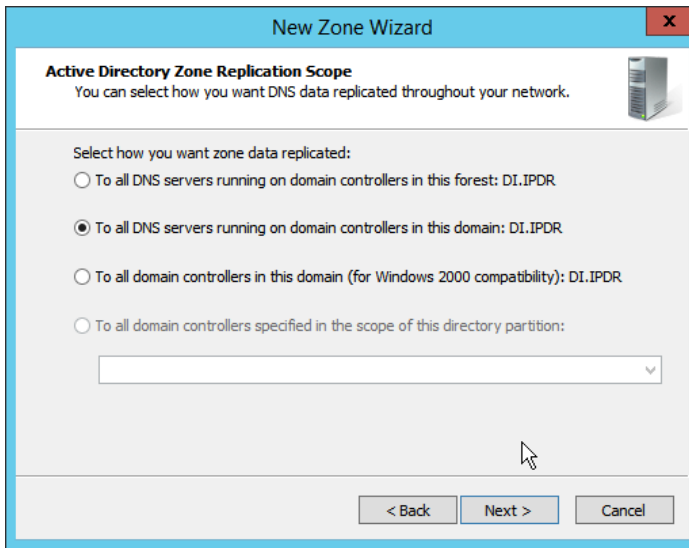 New Zone Wizard
x
Active Directory Zone Replication Scope
You can select how you want DNS data replicated throughout your network.
Select how you want zone data replicated:
To all DNS servers running on domain controllers in this forest: DI.IPDR
To all DNS servers running on domain controllers in this domain: DI.IPDR
To all domain controllers in this domain (for Windows 2000 compatibility): DI.IPDR
To all domain controllers specified in the scope of this directory partition:
< Back Next > Cancel